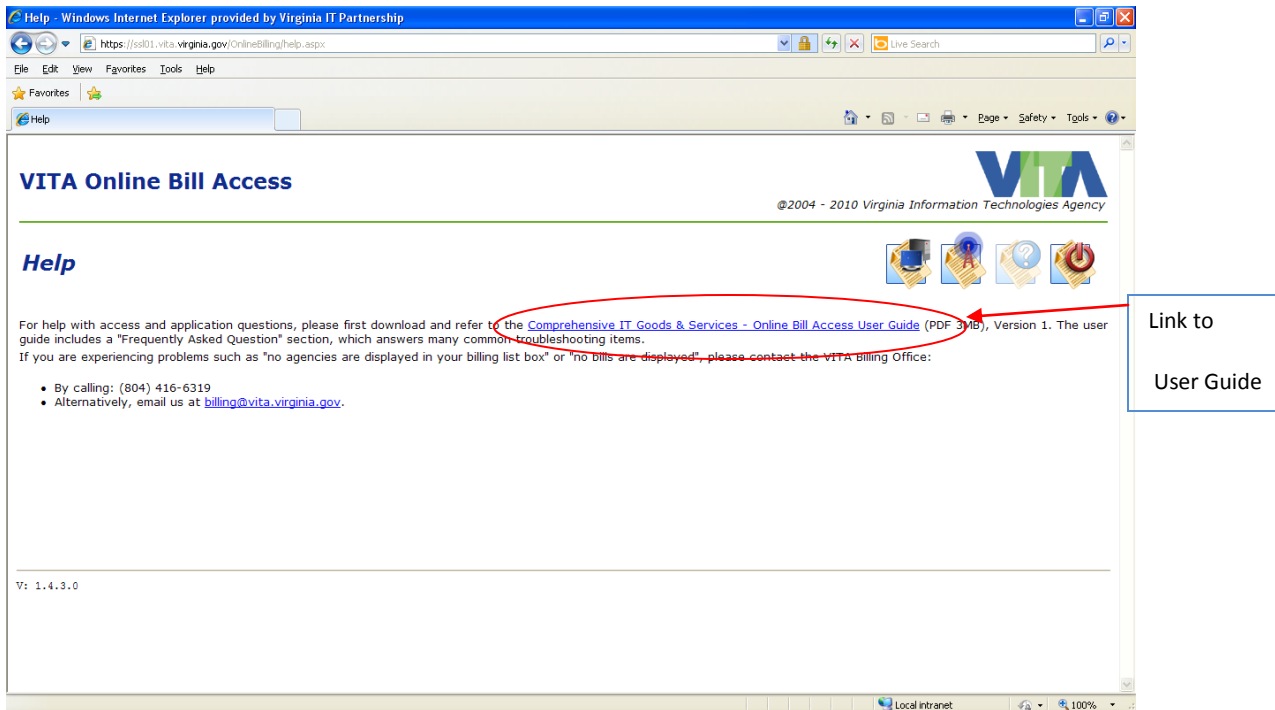 Help - Windows Internet Explorer provided by Virginia IT Partnership
https://ssl01.vita.virginia.gov/OnlineBilling/help.aspx
Live Search
File Edit View Favorites Tools Help
Favorites
Help
Page Safety Tools
VITA Online Bill Access
VITA
@2004 - 2010 Virginia Information Technologies Agency
Help
For help with access and application questions, please first download and refer to the Comprehensive IT Goods & Services - Online Bill Access User Guide (PDF 3MB), Version 1. The user
guide includes a "Frequently Asked Question" section, which answers many common troubleshooting items.
If you are experiencing problems such as "no agencies are displayed in your billing list box" or "no bills are displayed", please contact the VITA Billing Office:
• By calling: (804) 416-6319
• Alternatively, email us at billing@vita.virginia.gov.
Link to
User Guide
V: 1.4.3.0
Local intranet
100%